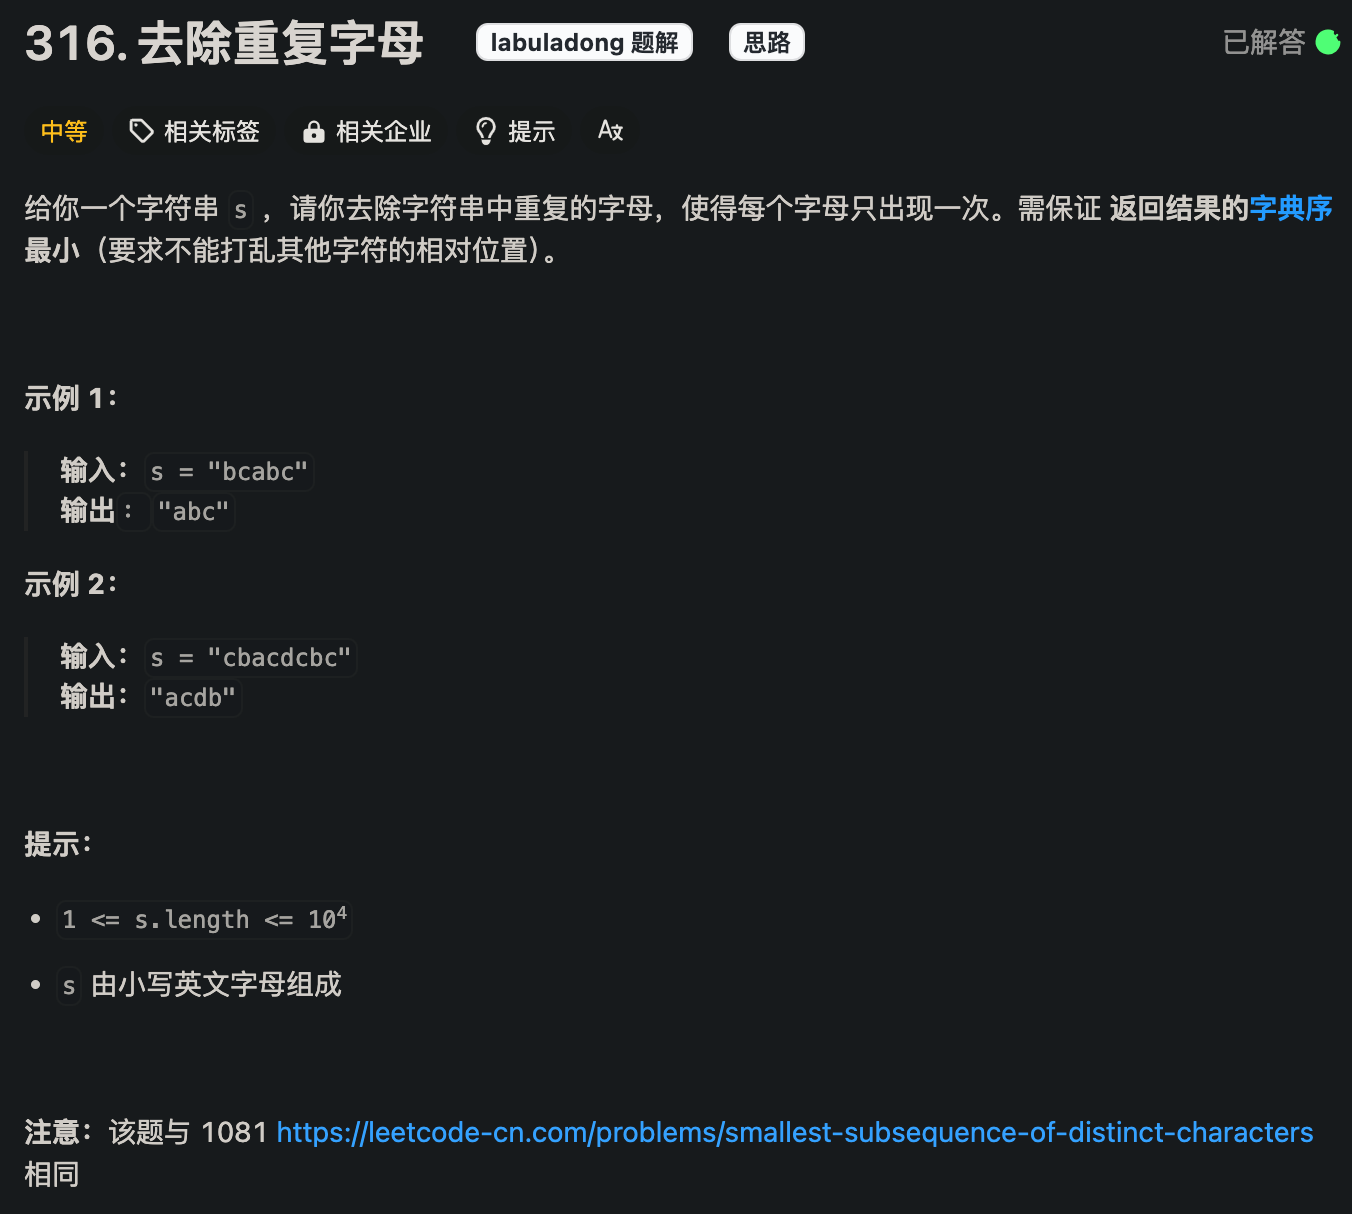 316. 去除重复字母 labuladong 题解 思路 已解答
中等 相关标签 相关企业 提示 A文
给你一个字符串 s ，请你去除字符串中重复的字母，使得每个字母只出现一次。需保证 返回结果的字典序
最小（要求不能打乱其他字符的相对位置）。
示例 1：
输入：s = "bcabc"
输出："abc"
示例 2：
输入：s = "cbacdcbc"
输出："acdb"
提示：
• 1 <= s.length <= 10⁴
• s 由小写英文字母组成
注意：该题与 1081 https://leetcode-cn.com/problems/smallest-subsequence-of-distinct-characters
相同